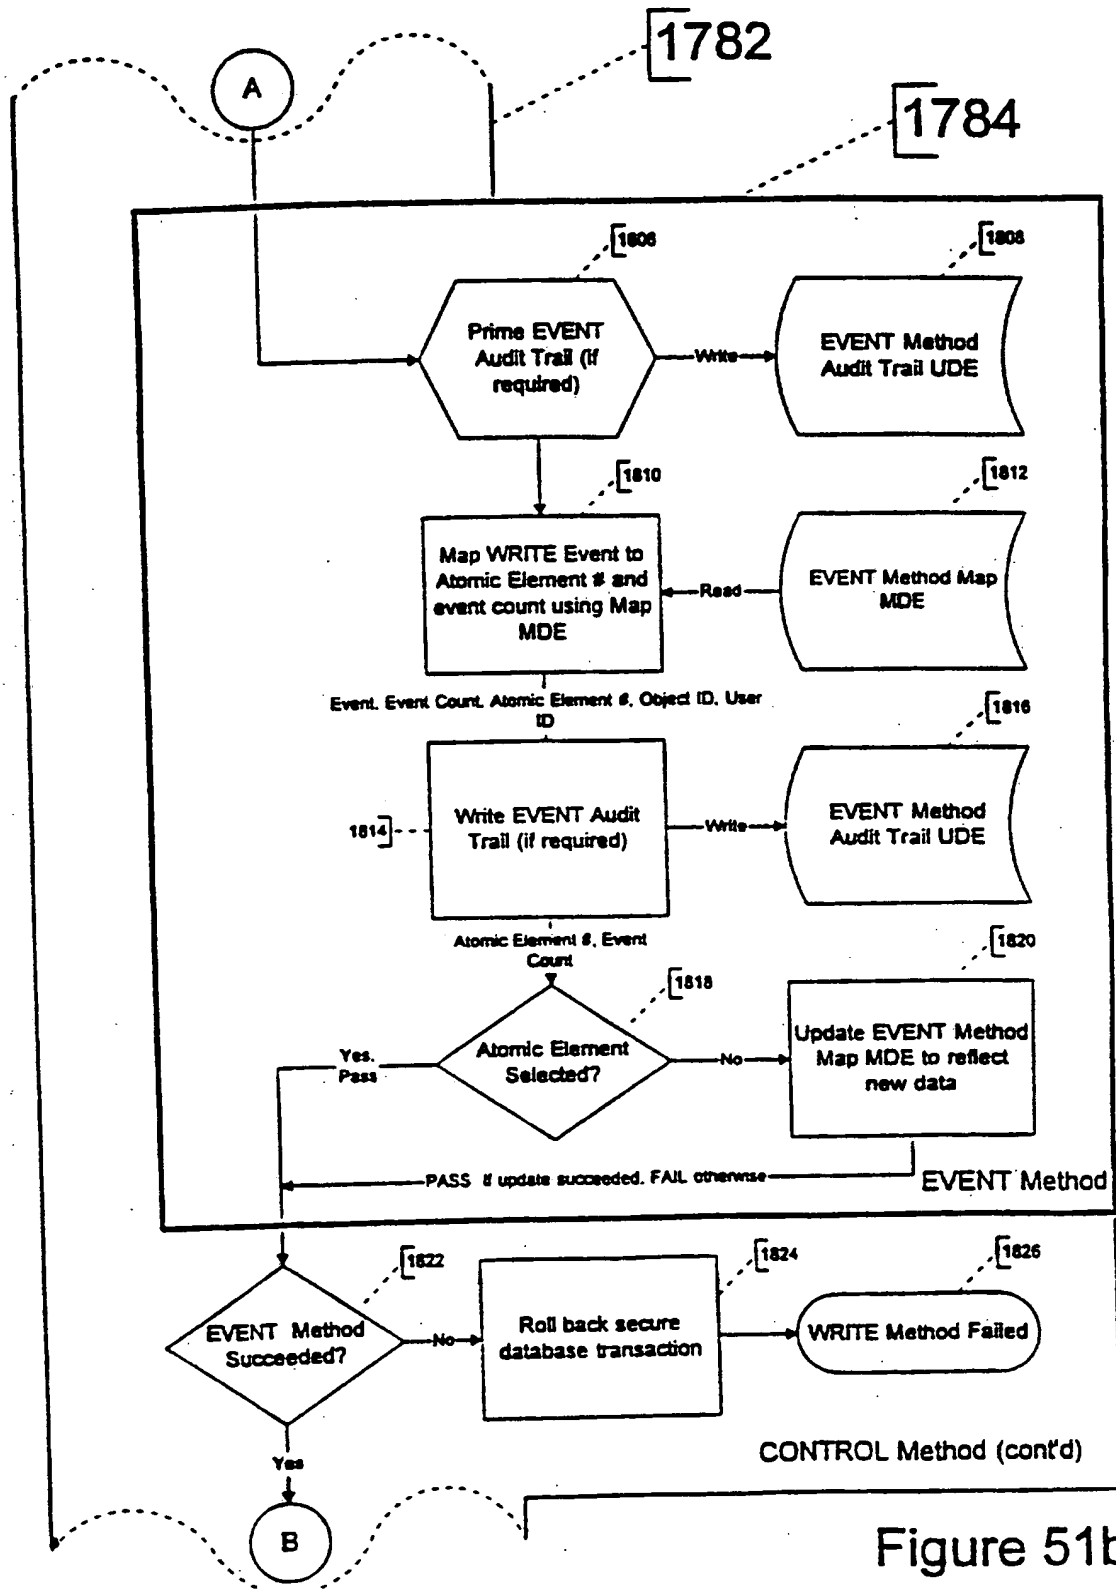 1782
A
1784
1806
1808
Prime EVENT
Audit Trail (if
required)
Write
EVENT Method
Audit Trail UDE
1810
1812
Map WRITE Event to
Atomic Element # and
event count using Map
MDE
Read
EVENT Method Map
MDE
Event, Event Count, Atomic Element #, Object ID, User
ID
1816
1814
Write EVENT Audit
Trail (if required)
Write
EVENT Method
Audit Trail UDE
Atomic Element #, Event
Count
1818
1820
Yes,
Pass
Atomic Element
Selected?
No
Update EVENT Method
Map MDE to reflect
new data
PASS if update succeeded, FAIL otherwise
EVENT Method
1822
1824
1826
EVENT Method
Succeeded?
No
Roll back secure
database transaction
WRITE Method Failed
Yes
CONTROL Method (cont'd)
B
Figure 51b